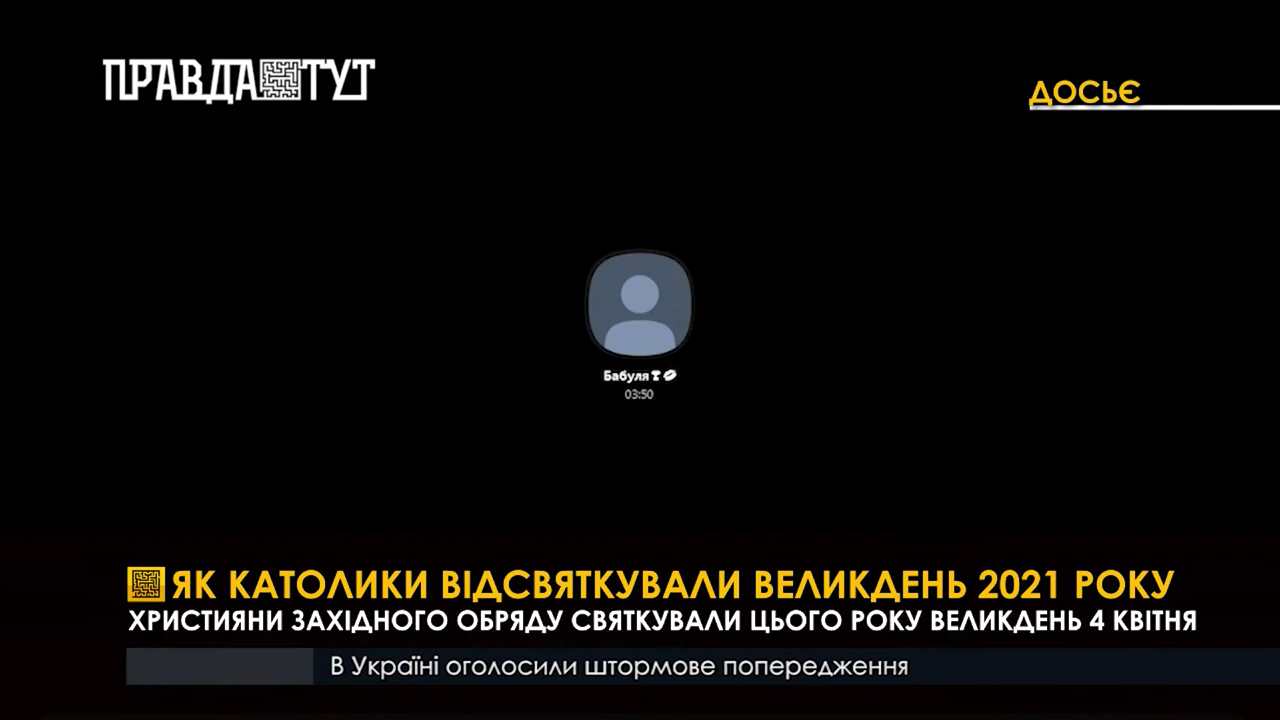 ПРАВДА ТУТ
ДОСЬЄ
Бабуля
03:50
ЯК КАТОЛИКИ ВІДСВЯТКУВАЛИ ВЕЛИКДЕНЬ 2021 РОКУ
ХРИСТИЯНИ ЗАХІДНОГО ОБРЯДУ СВЯТКУВАЛИ ЦЬОГО РОКУ ВЕЛИКДЕНЬ 4 КВІТНЯ
В Україні оголосили штормове попередження